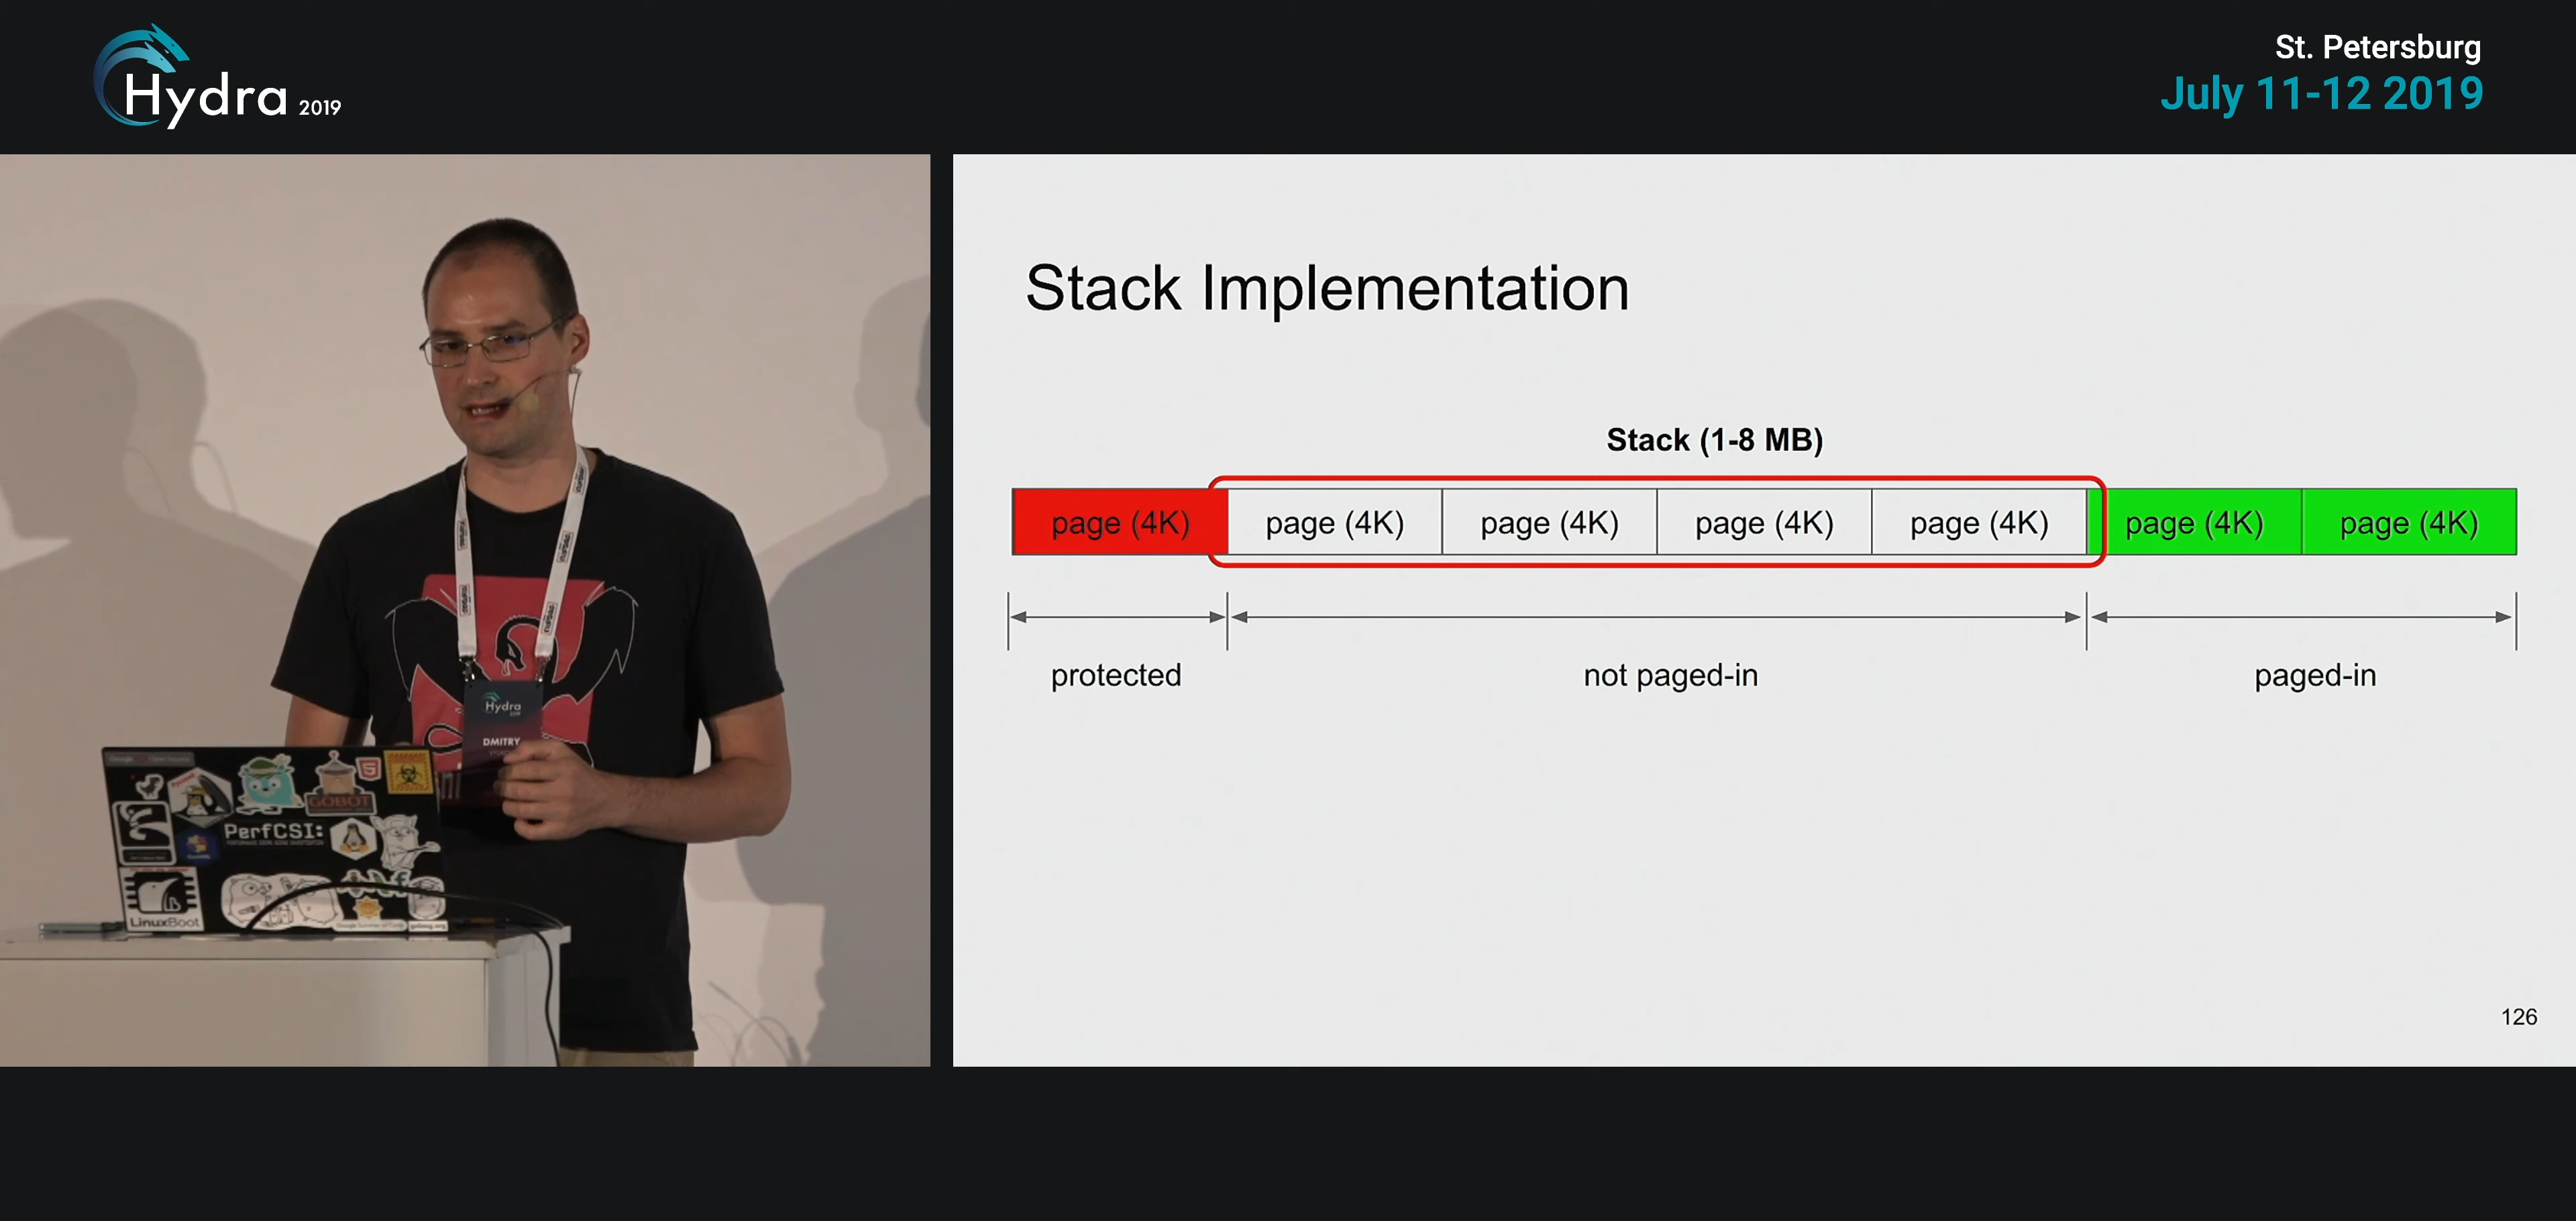 Hydra 2019
St. Petersburg
July 11-12 2019
Stack Implementation
Stack (1-8 MB)
page (4K) page (4K) page (4K) page (4K) page (4K) page (4K) page (4K)
protected not paged-in paged-in
126
Hydra
DMITRY
GOBOT
PerfCSI:
LinuxBoot